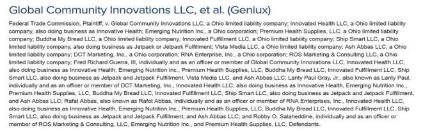 Global Community Innovations LLC, et al. (Geniux)
Federal Trade Commission, Plaintiff, v. Global Community Innovations LLC, a Ohio limited liability company; Innovated Health LLC, a Ohio limited liability
company, also doing business as Innovative Health; Emerging Nutrition Inc., a Ohio corporation; Premium Health Supplies, LLC, a Ohio limited liability
company; Buddha My Bread LLC, a Ohio limited liability company; Innovated Fulfillment LLC, a Ohio limited liability company; Ship Smart LLC, a Ohio
limited liability company, also doing business as Jetpack or Jetpack Fulfillment; Vista Media LLC, a Ohio limited liability company; Ash Abbas LLC, a Ohio
limited liability company; DCT Marketing, Inc., a Ohio corporation; RNA Enterprise, Inc., a Ohio corporation; ROS Marketing & Consulting LLC, a Ohio
limited liability company; Fred Richard Guerra, III, individually and as an officer or member of Global Community Innovations LLC, Innovated Health LLC,
also doing business as Innovative Health, Emerging Nutrition Inc., Premium Health Supplies, LLC, Buddha My Bread LLC, Innovated Fulfillment LLC, Ship
Smart LLC, also doing business as Jetpack and Jetpack Fulfillment, Vista Media LLC, and Ash Abbas LLC; Lanty Paul Gray, Jr., also known as Lanty Paul,
individually and as an officer or member of DCT Marketing, Inc., Innovated Health LLC, also doing business as Innovative Health, Emerging Nutrition Inc.,
Premium Health Supplies, LLC, Buddha My Bread LLC, Innovated Fulfillment LLC, Ship Smart LLC, also doing business as Jetpack and Jetpack Fulfillment,
and Ash Abbas LLC; Rafat Abbas, also known as Rafot Abbas, individually and as an officer or member of RNA Enterprises, Inc., Innovated Health LLC,
also doing business as Innovative Health, Emerging Nutrition Inc., Premium Health Supplies, LLC, Buddha My Bread LLC, Innovated Fulfillment LLC, Ship
Smart LLC, also doing business as Jetpack and Jetpack Fulfillment, and Ash Abbas LLC; and Robby O. Salaheddine, individually and as an officer or
member of ROS Marketing & Consulting, LLC, Emerging Nutrition Inc., and Premium Health Supplies, LLC, Defendants.